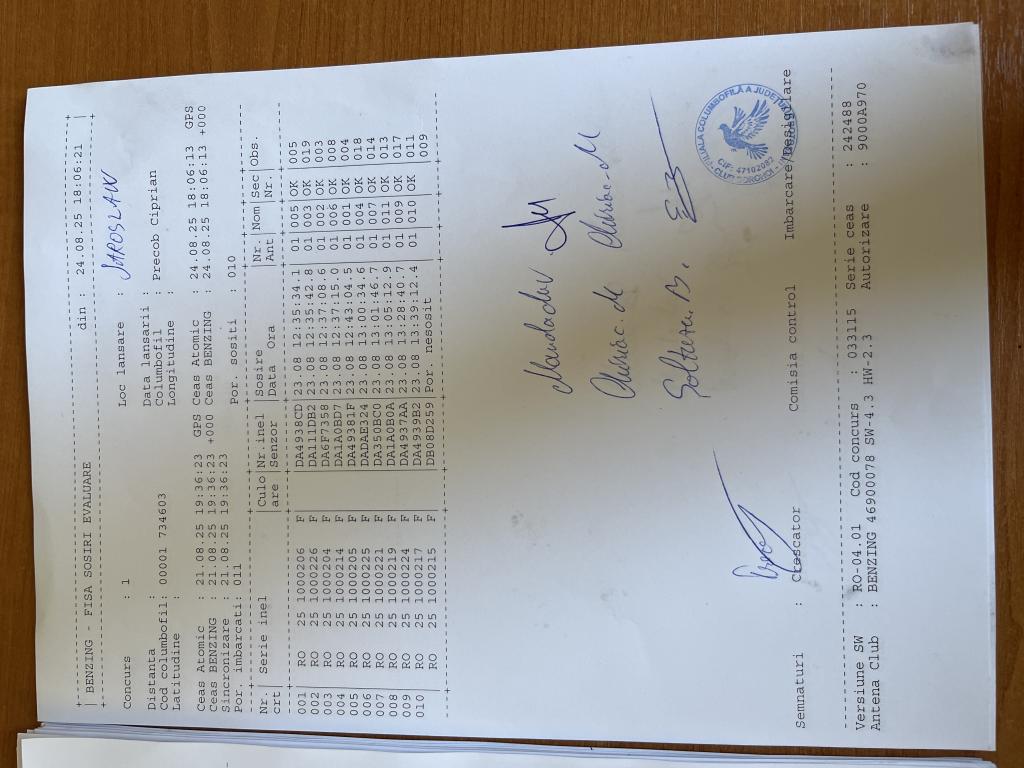 BENZING - FISA SOSIRI EVALUARE din : 24.08.25 18:06:21
Concurs : 1 Loc lansare : JAROSLAW
Distanta : Data lansarii :
Cod columbofil: 00001 734603 Columbofil : Precob Ciprian
Latitudine : Longitudine :
Ceas Atomic : 21.08.25 19:36:23 GPS Ceas Atomic : 24.08.25 18:06:13 GPS
Ceas BENZING : 21.08.25 19:36:23 +000 Ceas BENZING : 24.08.25 18:06:13 +000
Sincronizare : 21.08.25 19:36:23
Por. imbarcati: 011 Por. sositi : 010
Nr. | Serie inel | Culo | Nr.inel | Sosire | Nr. | Nom | Sec | Obs.
crt | are | Senzor | Data Ora | Ant | Nr.
001 | RO 25 1000206 F | DA4938CD | 23.08 12:35:34.1 | 01 | 005 | OK | 005
002 | RO 25 1000226 F | DA111DB2 | 23.08 12:35:42.8 | 01 | 003 | OK | 019
003 | RO 25 1000204 F | DA6F7358 | 23.08 12:37:08.6 | 01 | 002 | OK | 003
004 | RO 25 1000214 F | DA1A0BD7 | 23.08 12:37:15.0 | 01 | 006 | OK | 008
005 | RO 25 1000205 F | DA49381F | 23.08 12:43:04.5 | 01 | 001 | OK | 004
006 | RO 25 1000225 F | DADAE324 | 23.08 13:00:34.6 | 01 | 004 | OK | 018
007 | RO 25 1000221 F | DA350BC0 | 23.08 13:01:46.7 | 01 | 007 | OK | 014
008 | RO 25 1000219 F | DA1A0B0A | 23.08 13:05:12.9 | 01 | 011 | OK | 013
009 | RO 25 1000224 F | DA4937AA | 23.08 13:28:40.7 | 01 | 009 | OK | 017
010 | RO 25 1000217 F | DA4939B2 | 23.08 13:39:12.4 | 01 | 010 | OK | 011
RO 25 1000215 F | DB08D259 | Por nesosit | 009
CIF: 47102082
Semnaturi : Crescator Comisia control Imbarcare/Desigilare
Versiune SW : RO-04.01 Cod concurs : 033115 Serie ceas : 242488
Antena Club : BENZING 46900078 SW-4.3 HW-2.3 Autorizare : 9000A970